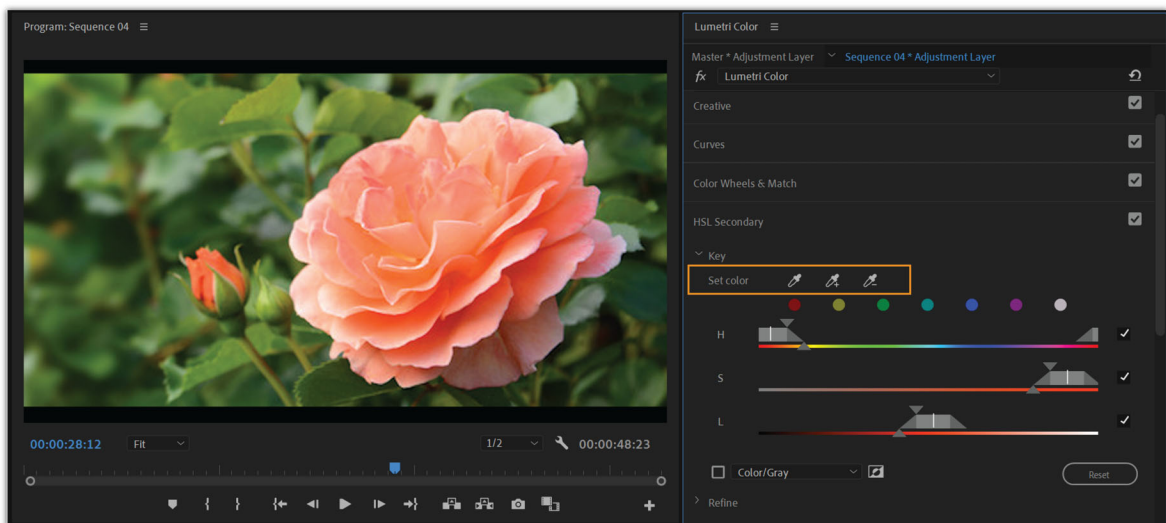 Program: Sequence 04
Lumetri Color
Master * Adjustment Layer Sequence 04 * Adjustment Layer
fx Lumetri Color
Creative
Curves
Color Wheels & Match
HSL Secondary
Key
Set color
H
S
L
Color/Gray Reset
Refine
00:00:28:12 Fit 1/2 00:00:48:23